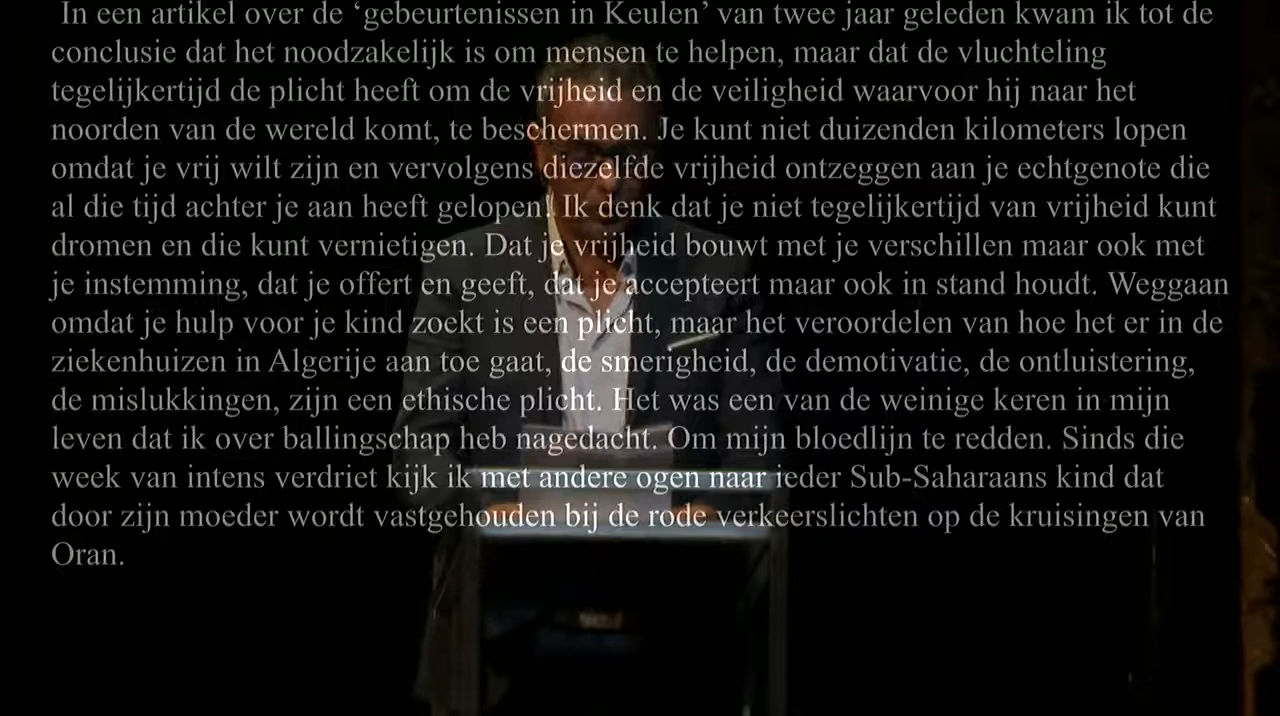 In een artikel over de ‘gebeurtenissen in Keulen’ van twee jaar geleden kwam ik tot de
conclusie dat het noodzakelijk is om mensen te helpen, maar dat de vluchteling
tegelijkertijd de plicht heeft om de vrijheid en de veiligheid waarvoor hij naar het
noorden van de wereld komt, te beschermen. Je kunt niet duizenden kilometers lopen
omdat je vrij wilt zijn en vervolgens diezelfde vrijheid ontzeggen aan je echtgenote die
al die tijd achter je aan heeft gelopen! Ik denk dat je niet tegelijkertijd van vrijheid kunt
dromen en die kunt vernietigen. Dat je vrijheid bouwt met je verschillen maar ook met
je instemming, dat je offert en geeft, dat je accepteert maar ook in stand houdt. Weggaan
omdat je hulp voor je kind zoekt is een plicht, maar het veroordelen van hoe het er in de
ziekenhuizen in Algerije aan toe gaat, de smerigheid, de demotivatie, de ontluistering,
de mislukkingen, zijn een ethische plicht. Het was een van de weinige keren in mijn
leven dat ik over ballingschap heb nagedacht. Om mijn bloedlijn te redden. Sinds die
week van intens verdriet kijk ik met andere ogen naar ieder Sub-Saharaans kind dat
door zijn moeder wordt vastgehouden bij de rode verkeerslichten op de kruisingen van
Oran.